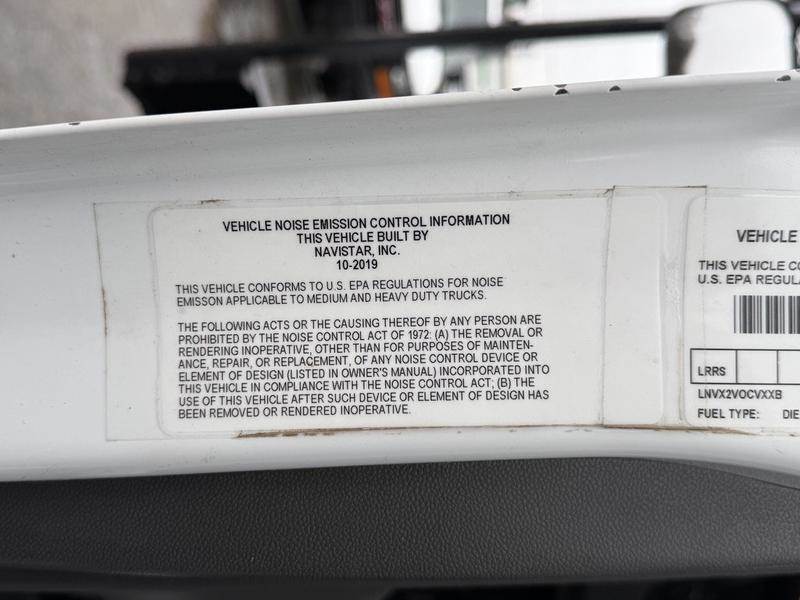 VEHICLE NOISE EMISSION CONTROL INFORMATION
THIS VEHICLE BUILT BY
NAVISTAR, INC.
10-2019
THIS VEHICLE CONFORMS TO U.S. EPA REGULATIONS FOR NOISE
EMISSON APPLICABLE TO MEDIUM AND HEAVY DUTY TRUCKS.
THE FOLLOWING ACTS OR THE CAUSING THEREOF BY ANY PERSON ARE
PROHIBITED BY THE NOISE CONTROL ACT OF 1972: (A) THE REMOVAL OR
RENDERING INOPERATIVE, OTHER THAN FOR PURPOSES OF MAINTEN-
ANCE, REPAIR, OR REPLACEMENT, OF ANY NOISE CONTROL DEVICE OR
ELEMENT OF DESIGN (LISTED IN OWNER'S MANUAL) INCORPORATED INTO
THIS VEHICLE IN COMPLIANCE WITH THE NOISE CONTROL ACT; (B) THE
USE OF THIS VEHICLE AFTER SUCH DEVICE OR ELEMENT OF DESIGN HAS
BEEN REMOVED OR RENDERED INOPERATIVE.
VEHICLE
THIS VEHICLE CO
U.S. EPA REGULA
LRRS
LNVX2VOCVXXB
FUEL TYPE: DIE